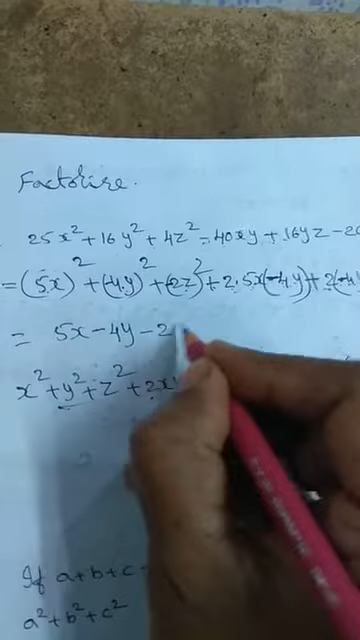 Factorise.
25x² + 16y² + 4z² - 40xy + 16yz - 20
= (5x)² + (-4y)² + (-2z)² + 2.5x(-4y) + 2(-4y
= 5x - 4y - 2
x² + y² + z² + 2x
If a+b+c
a² + b² + c²